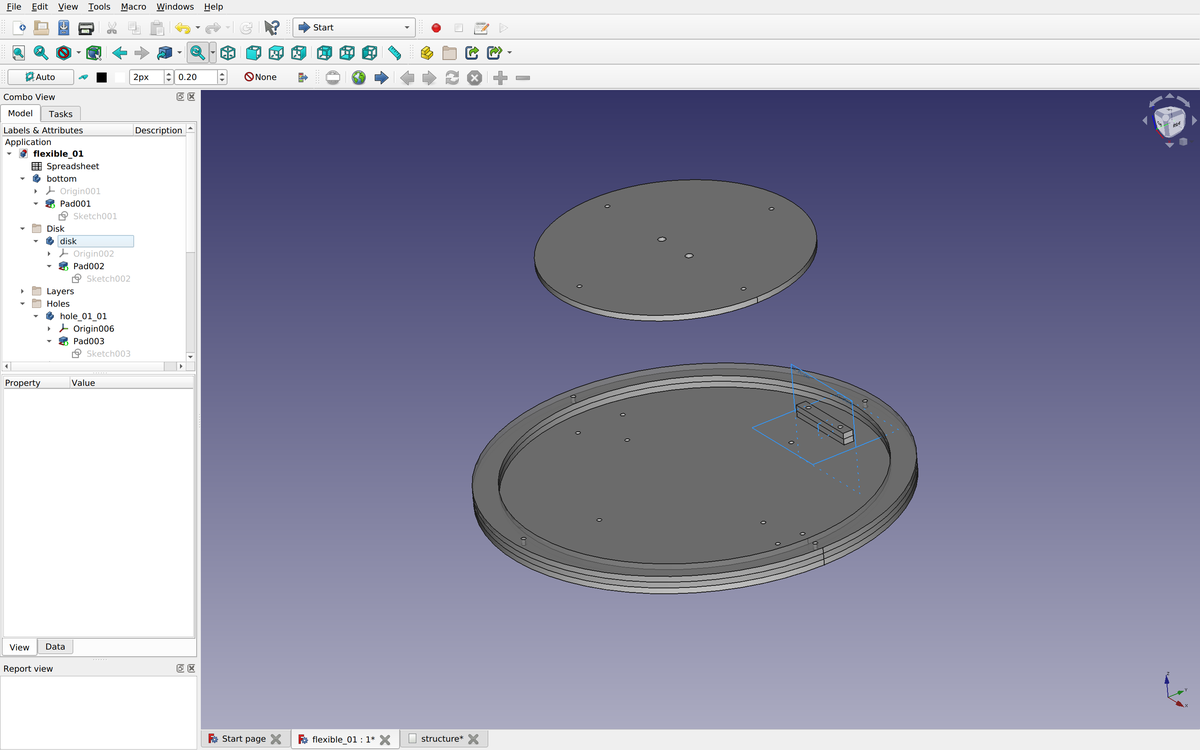 File Edit View Tools Macro Windows Help
Start
Auto 2px 0.20 None
Combo View
Model Tasks
Labels & Attributes Description
Application
flexible_01
Spreadsheet
bottom
Origin001
Pad001
Sketch001
Disk
disk
Origin002
Pad002
Sketch002
Layers
Holes
hole_01_01
Origin006
Pad003
Sketch003
Property Value
View Data
Report view
Z
Y
X
Start page flexible_01 : 1* structure*